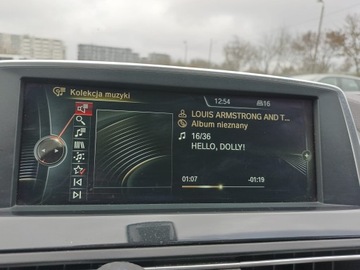 Kolekcja muzyki
12:54
16
LOUIS ARMSTRONG AND T...
Album nieznany
16/36
HELLO, DOLLY!
01:07
-01:19